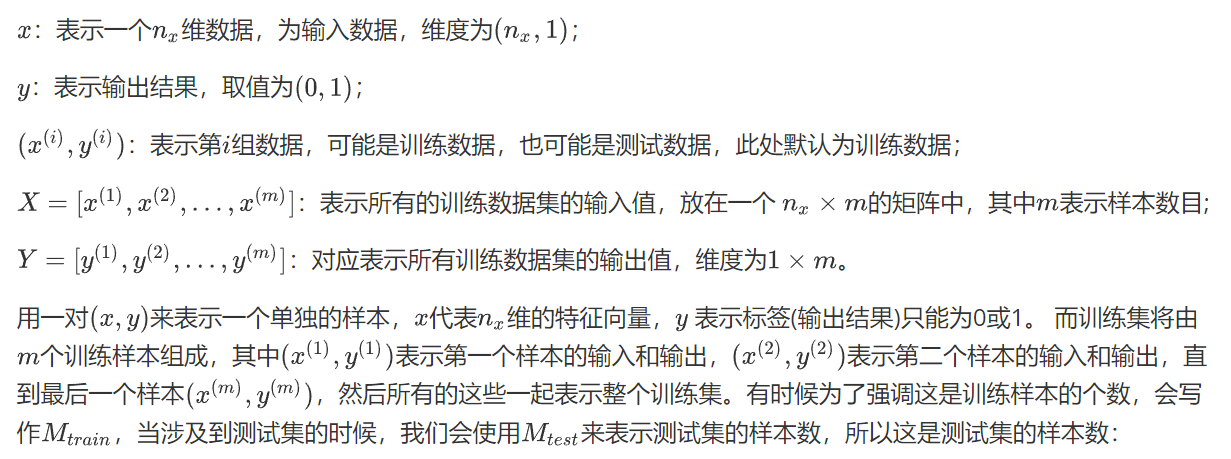 $x$：表示一个$n_x$维数据，为输入数据，维度为$(n_x, 1)$；
$y$：表示输出结果，取值为$(0, 1)$；
$(x^{(i)}, y^{(i)})$：表示第$i$组数据，可能是训练数据，也可能是测试数据，此处默认为训练数据；
$X = [x^{(1)}, x^{(2)}, \ldots, x^{(m)}]$：表示所有的训练数据集的输入值，放在一个 $n_x \times m$的矩阵中，其中$m$表示样本数目;
$Y = [y^{(1)}, y^{(2)}, \ldots, y^{(m)}]$：对应表示所有训练数据集的输出值，维度为$1 \times m$。
用一对$(x, y)$来表示一个单独的样本，$x$代表$n_x$维的特征向量，$y$ 表示标签(输出结果)只能为0或1。 而训练集将由
$m$个训练样本组成，其中$(x^{(1)}, y^{(1)})$表示第一个样本的输入和输出，$(x^{(2)}, y^{(2)})$表示第二个样本的输入和输出，直
到最后一个样本$(x^{(m)}, y^{(m)})$，然后所有的这些一起表示整个训练集。有时候为了强调这是训练样本的个数，会写
作$M_{train}$，当涉及到测试集的时候，我们会使用$M_{test}$来表示测试集的样本数，所以这是测试集的样本数：